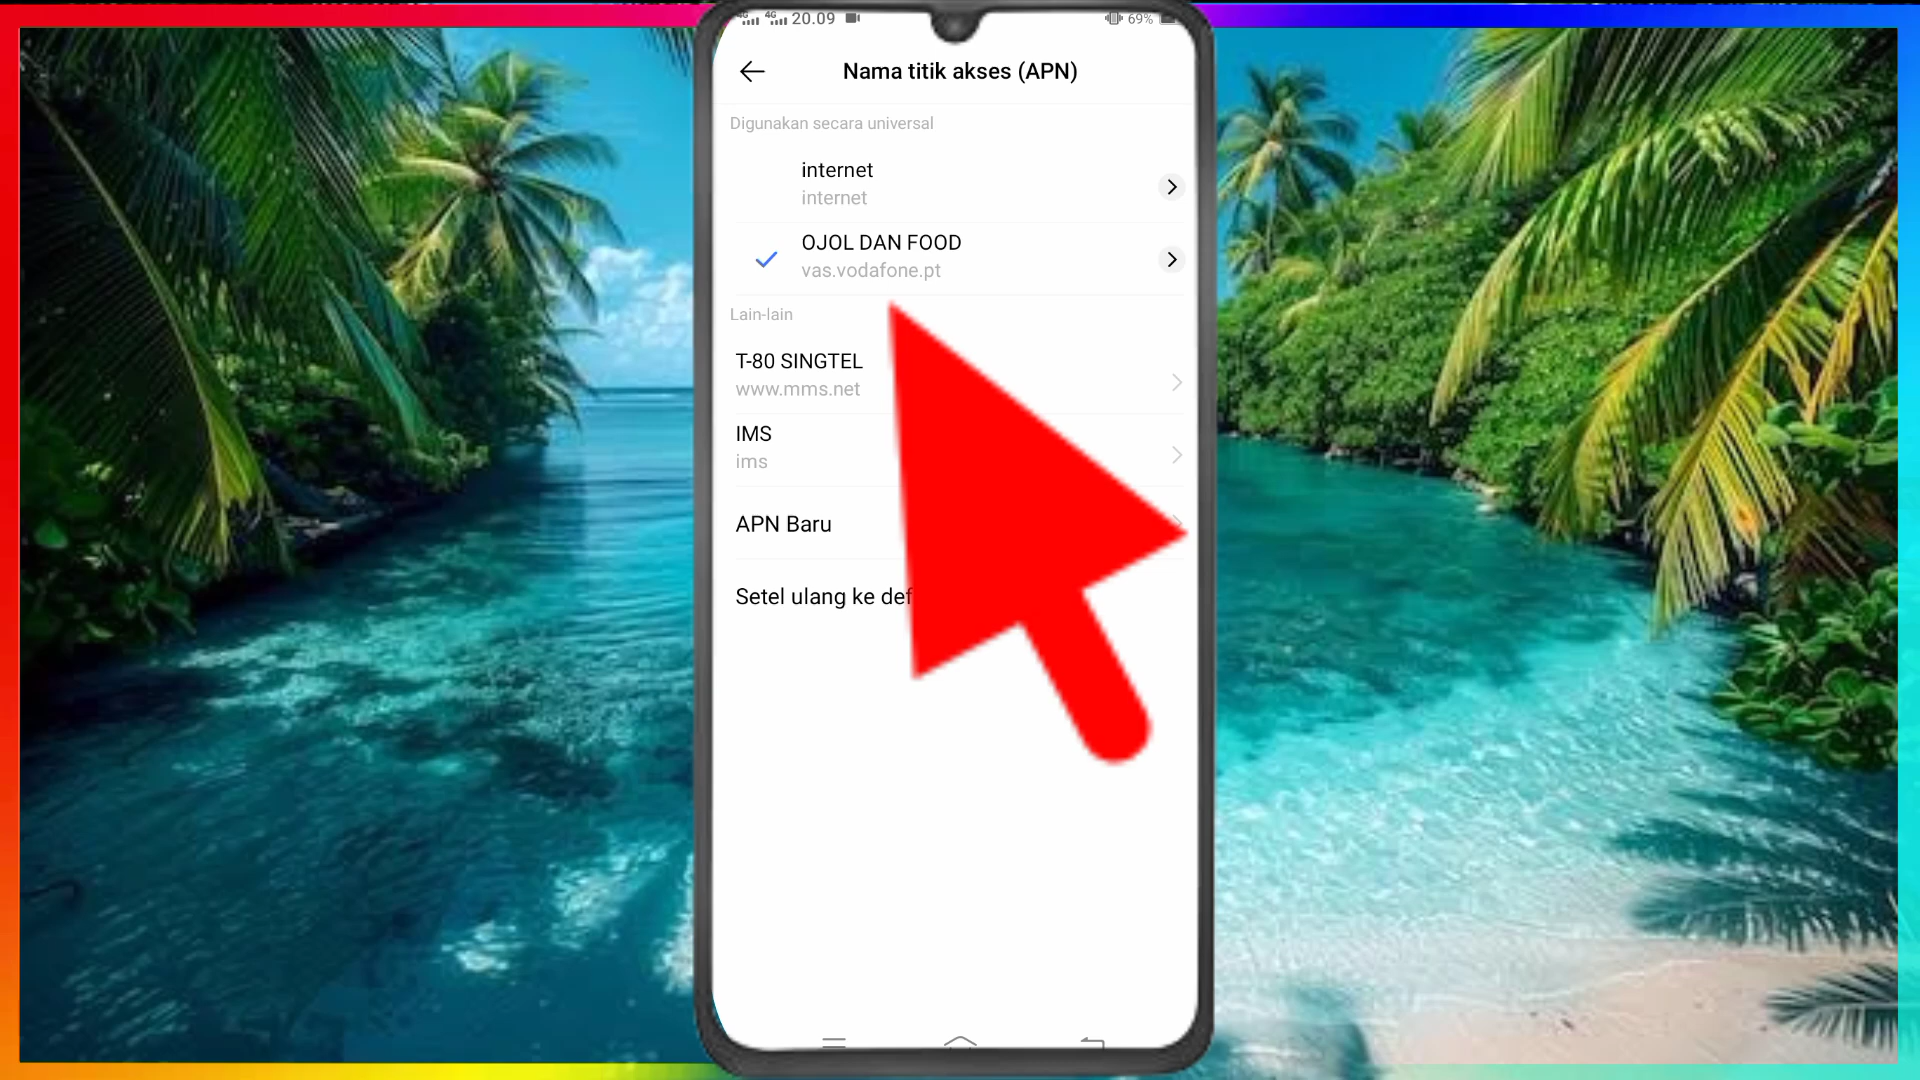 4G 20.09 69%
Nama titik akses (APN)
Digunakan secara universal
internet
internet
OJOL DAN FOOD
vas.vodafone.pt
Lain-lain
T-80 SINGTEL
www.mms.net
IMS
ims
APN Baru
Setel ulang ke